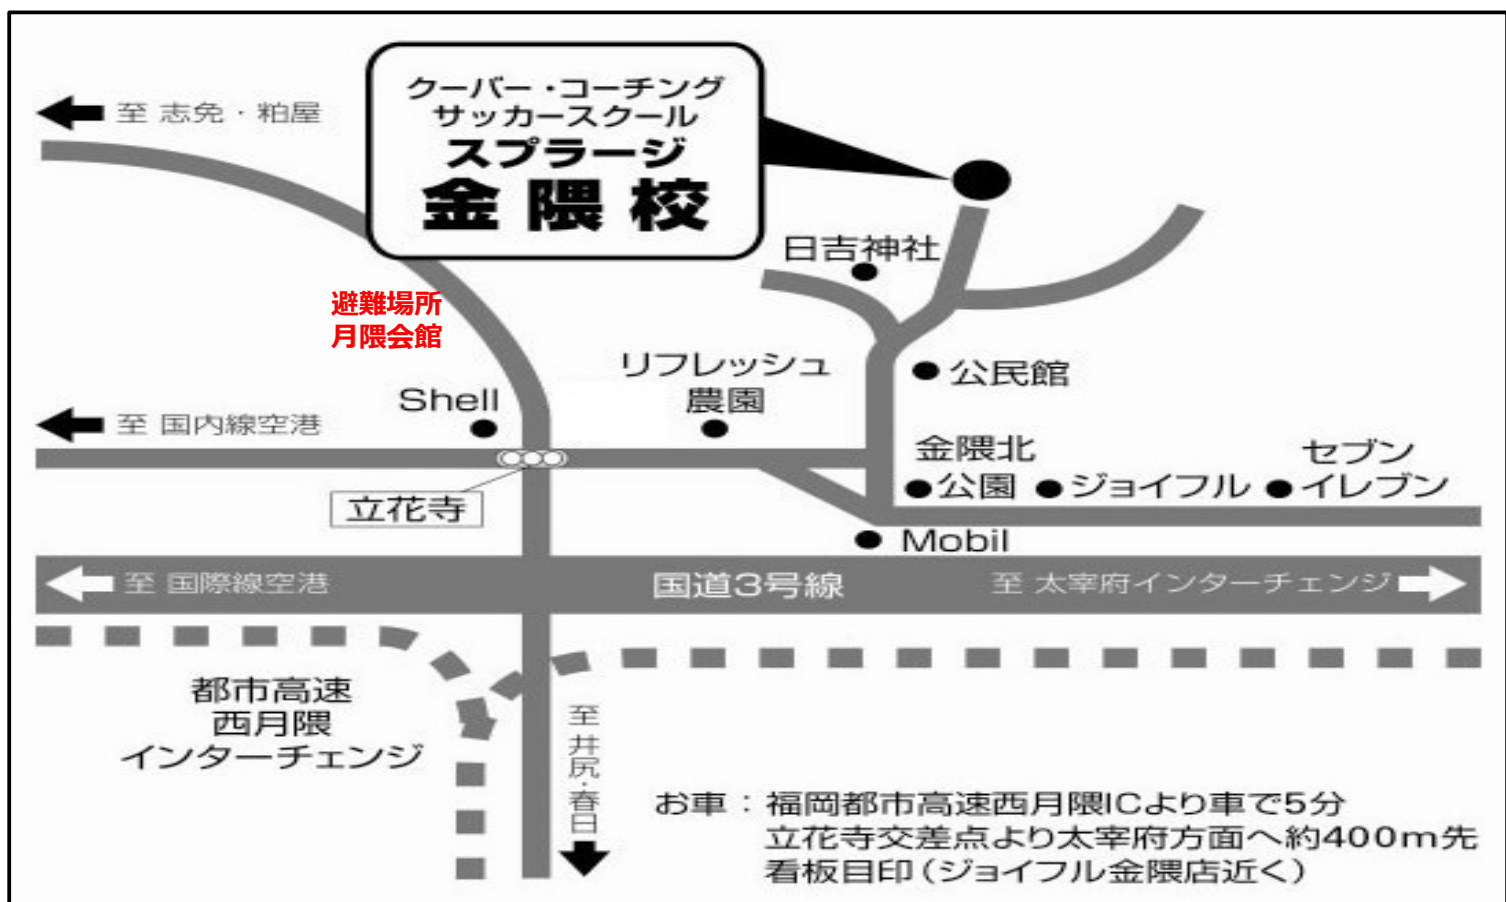 クーバー・コーチング
サッカースクール
スプラージ
金隈校
至 志免・粕屋
日吉神社
避難場所
月隈会館
リフレッシュ
農園
公民館
Shell
至 国内線空港
金隈北
公園
ジョイフル
セブン
イレブン
立花寺
Mobil
至 国際線空港
国道3号線
至 太宰府インターチェンジ
都市高速
西月隈
インターチェンジ
至 井尻・春日
お車：福岡都市高速西月隈ICより車で5分
立花寺交差点より太宰府方面へ約400m先
看板目印（ジョイフル金隈店近く）